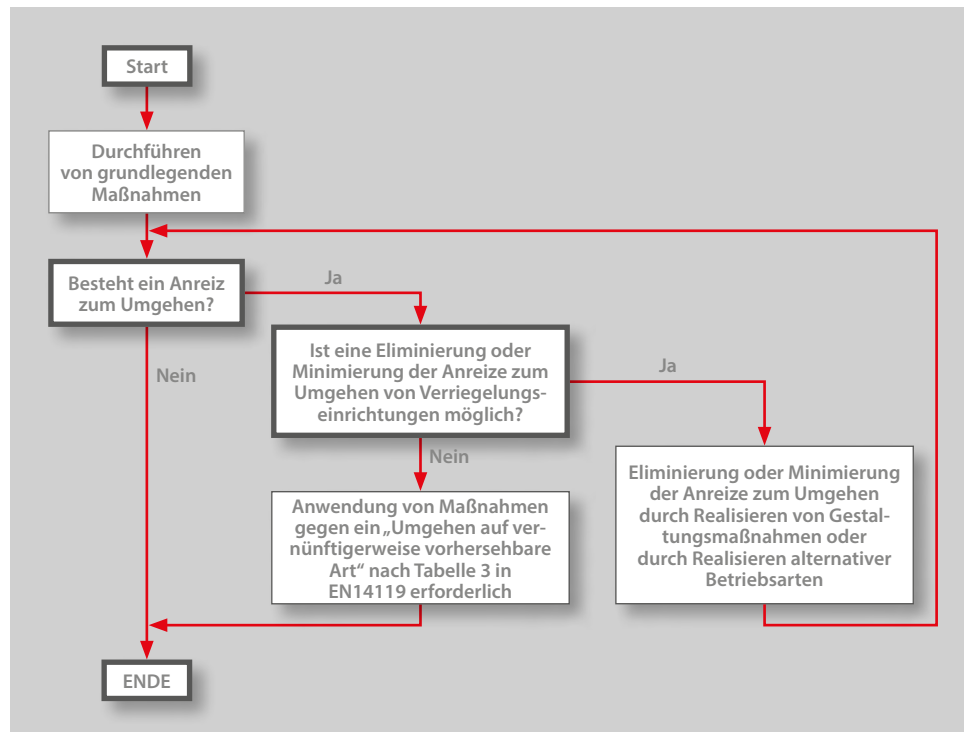 Start
Durchführen
von grundlegenden
Maßnahmen
Besteht ein Anreiz
zum Umgehen?
Ja
Nein
Ist eine Eliminierung oder
Minimierung der Anreize zum
Umgehen von Verriegelungs-
einrichtungen möglich?
Ja
Nein
Anwendung von Maßnahmen
gegen ein „Umgehen auf ver-
nünftigerweise vorhersehbare
Art“ nach Tabelle 3 in
EN14119 erforderlich
Eliminierung oder Minimierung
der Anreize zum Umgehen
durch Realisieren von Gestal-
tungsmaßnahmen oder
durch Realisieren alternativer
Betriebsarten
ENDE